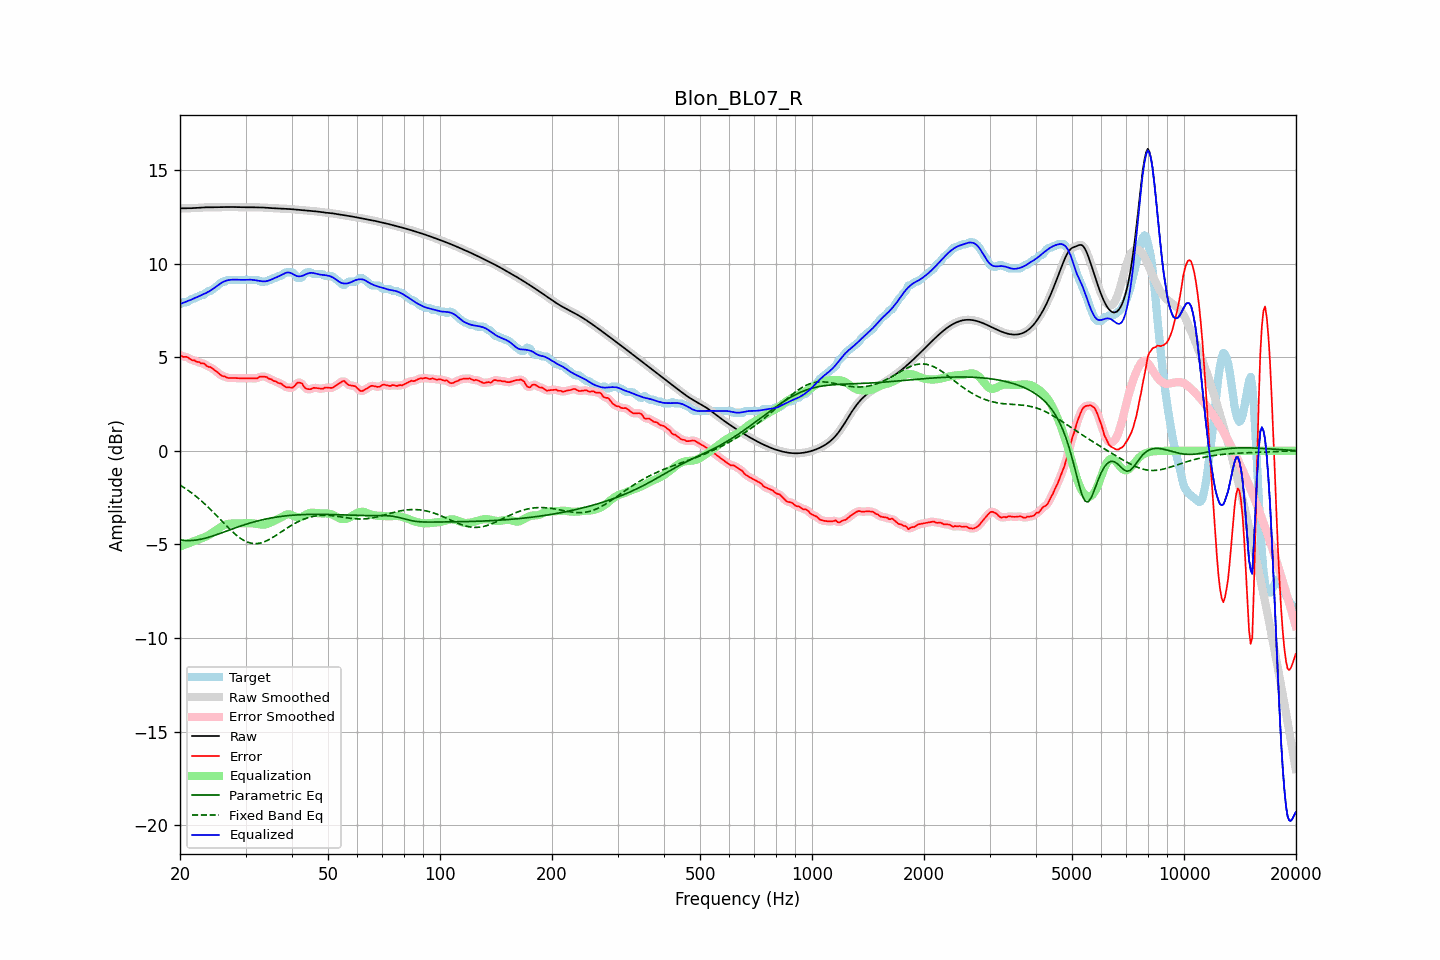 Blon_BL07_R
Amplitude (dBr)
15
10
5
0
−5
−10
−15
−20
Target
Raw Smoothed
Error Smoothed
Raw
Error
Equalization
Parametric Eq
Fixed Band Eq
Equalized
20 50 100 200 500 1000 2000 5000 10000 20000
Frequency (Hz)